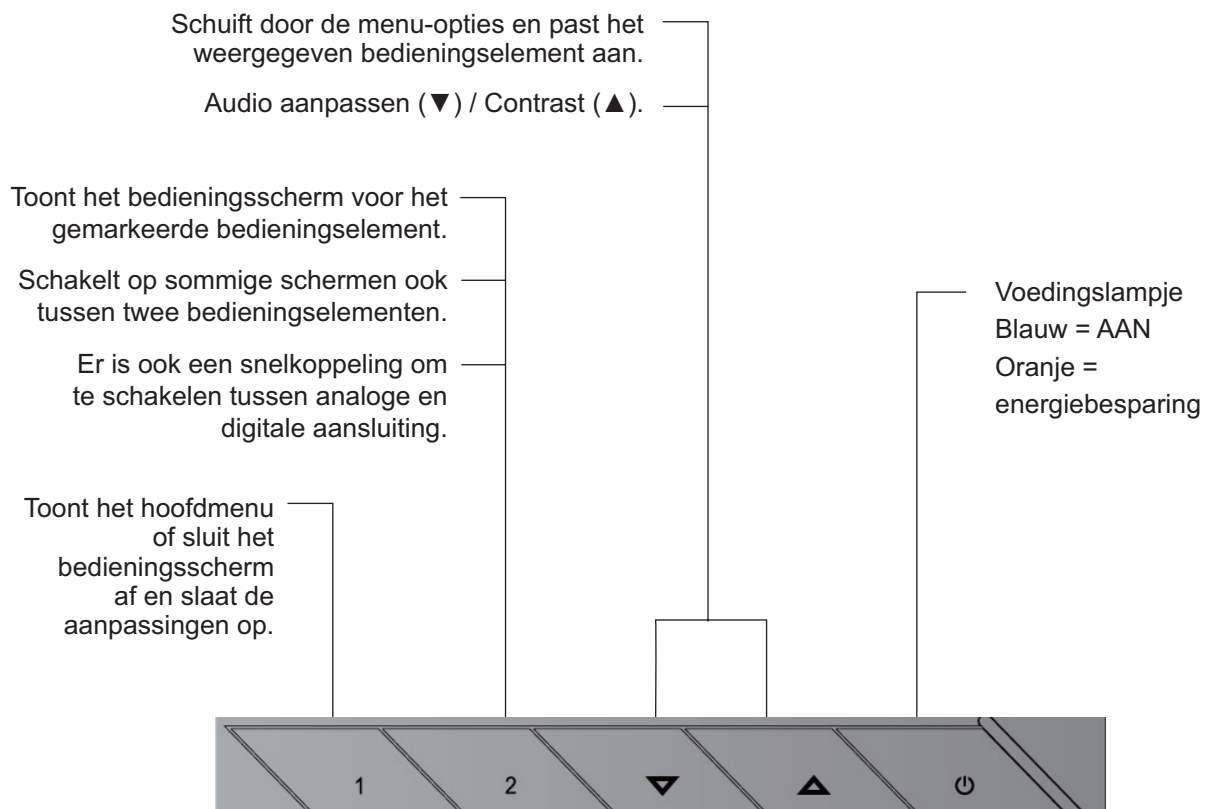 Schuift door de menu-opties en past het
weergegeven bedieningselement aan.
Audio aanpassen (▼) / Contrast (▲).
Toont het bedieningsscherm voor het
gemarkeerde bedieningselement.
Schakelt op sommige schermen ook
tussen twee bedieningselementen.
Er is ook een snelkoppeling om
te schakelen tussen analoge en
digitale aansluiting.
Voedingslampje
Blauw = AAN
Oranje =
energiebesparing
Toont het hoofdmenu
of sluit het
bedieningsscherm
af en slaat de
aanpassingen op.
1 2